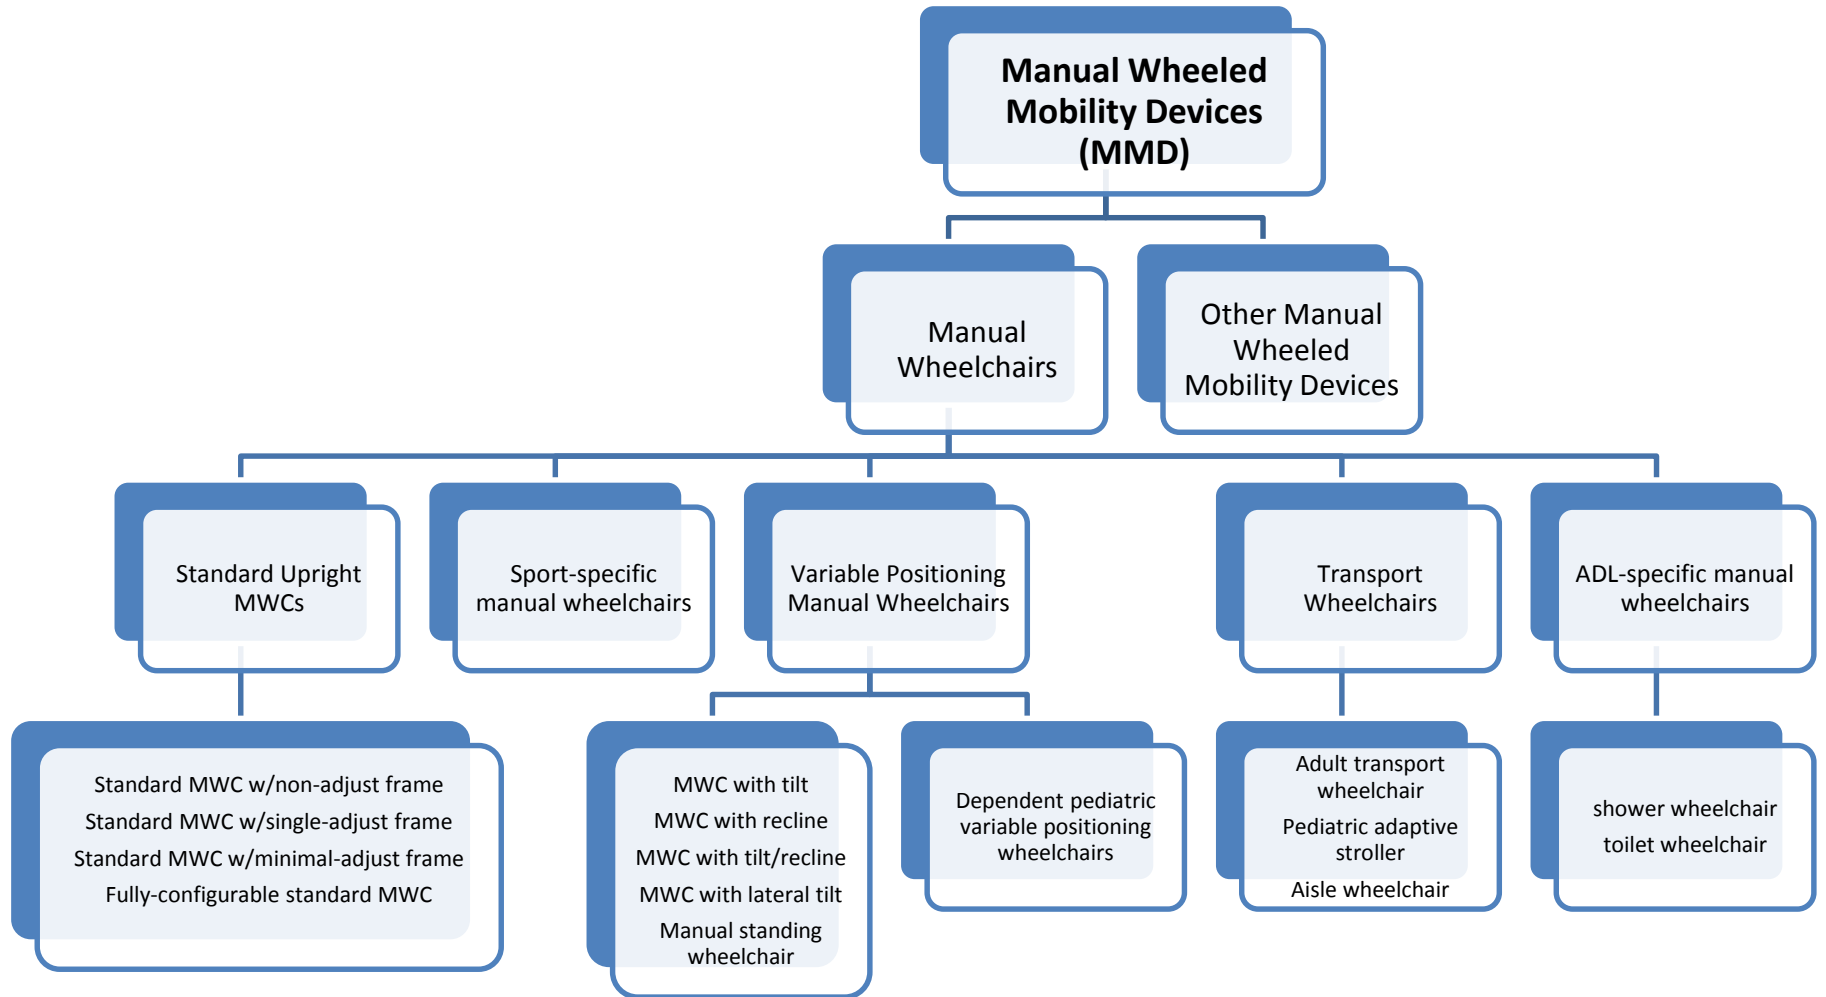 Manual Wheeled
Mobility Devices
(MMD)
Manual
Wheelchairs
Other Manual
Wheeled
Mobility Devices
Standard Upright
MWCs
Sport-specific
manual wheelchairs
Variable Positioning
Manual Wheelchairs
Transport
Wheelchairs
ADL-specific manual
wheelchairs
Standard MWC w/non-adjust frame
Standard MWC w/single-adjust frame
Standard MWC w/minimal-adjust frame
Fully-configurable standard MWC
MWC with tilt
MWC with recline
MWC with tilt/recline
MWC with lateral tilt
Manual standing
wheelchair
Dependent pediatric
variable positioning
wheelchairs
Adult transport
wheelchair
Pediatric adaptive
stroller
Aisle wheelchair
shower wheelchair
toilet wheelchair